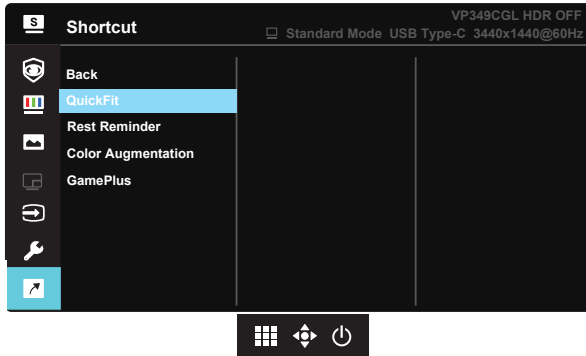 S
VP349CGL HDR OFF
Shortcut
Standard Mode USB Type-C 3440x1440@60Hz
Back
QuickFit
Rest Reminder
Color Augmentation
GamePlus